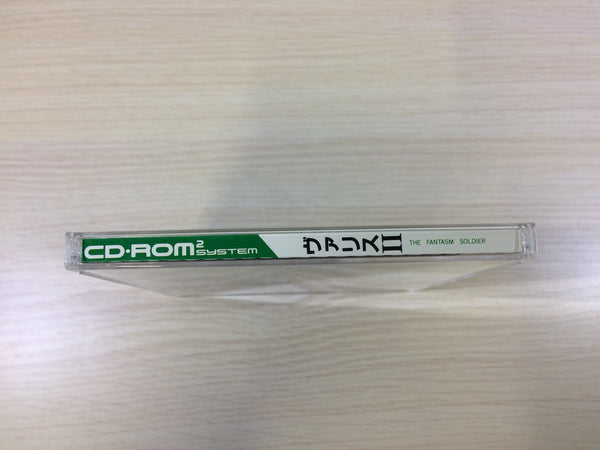 CD-ROM2 SYSTEM ヴァリスII THE FANTASM SOLDIER